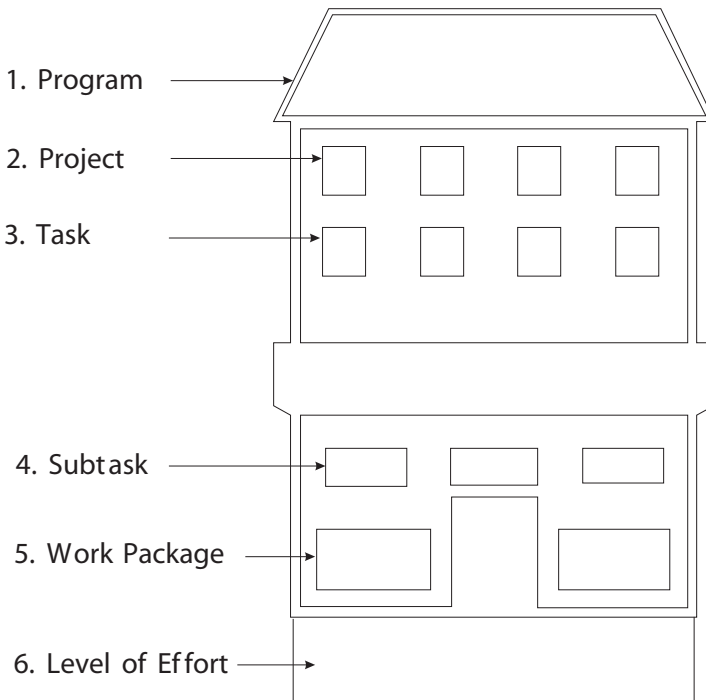 1. Program
2. Project
3. Task
4. Subtask
5. Work Package
6. Level of Effort